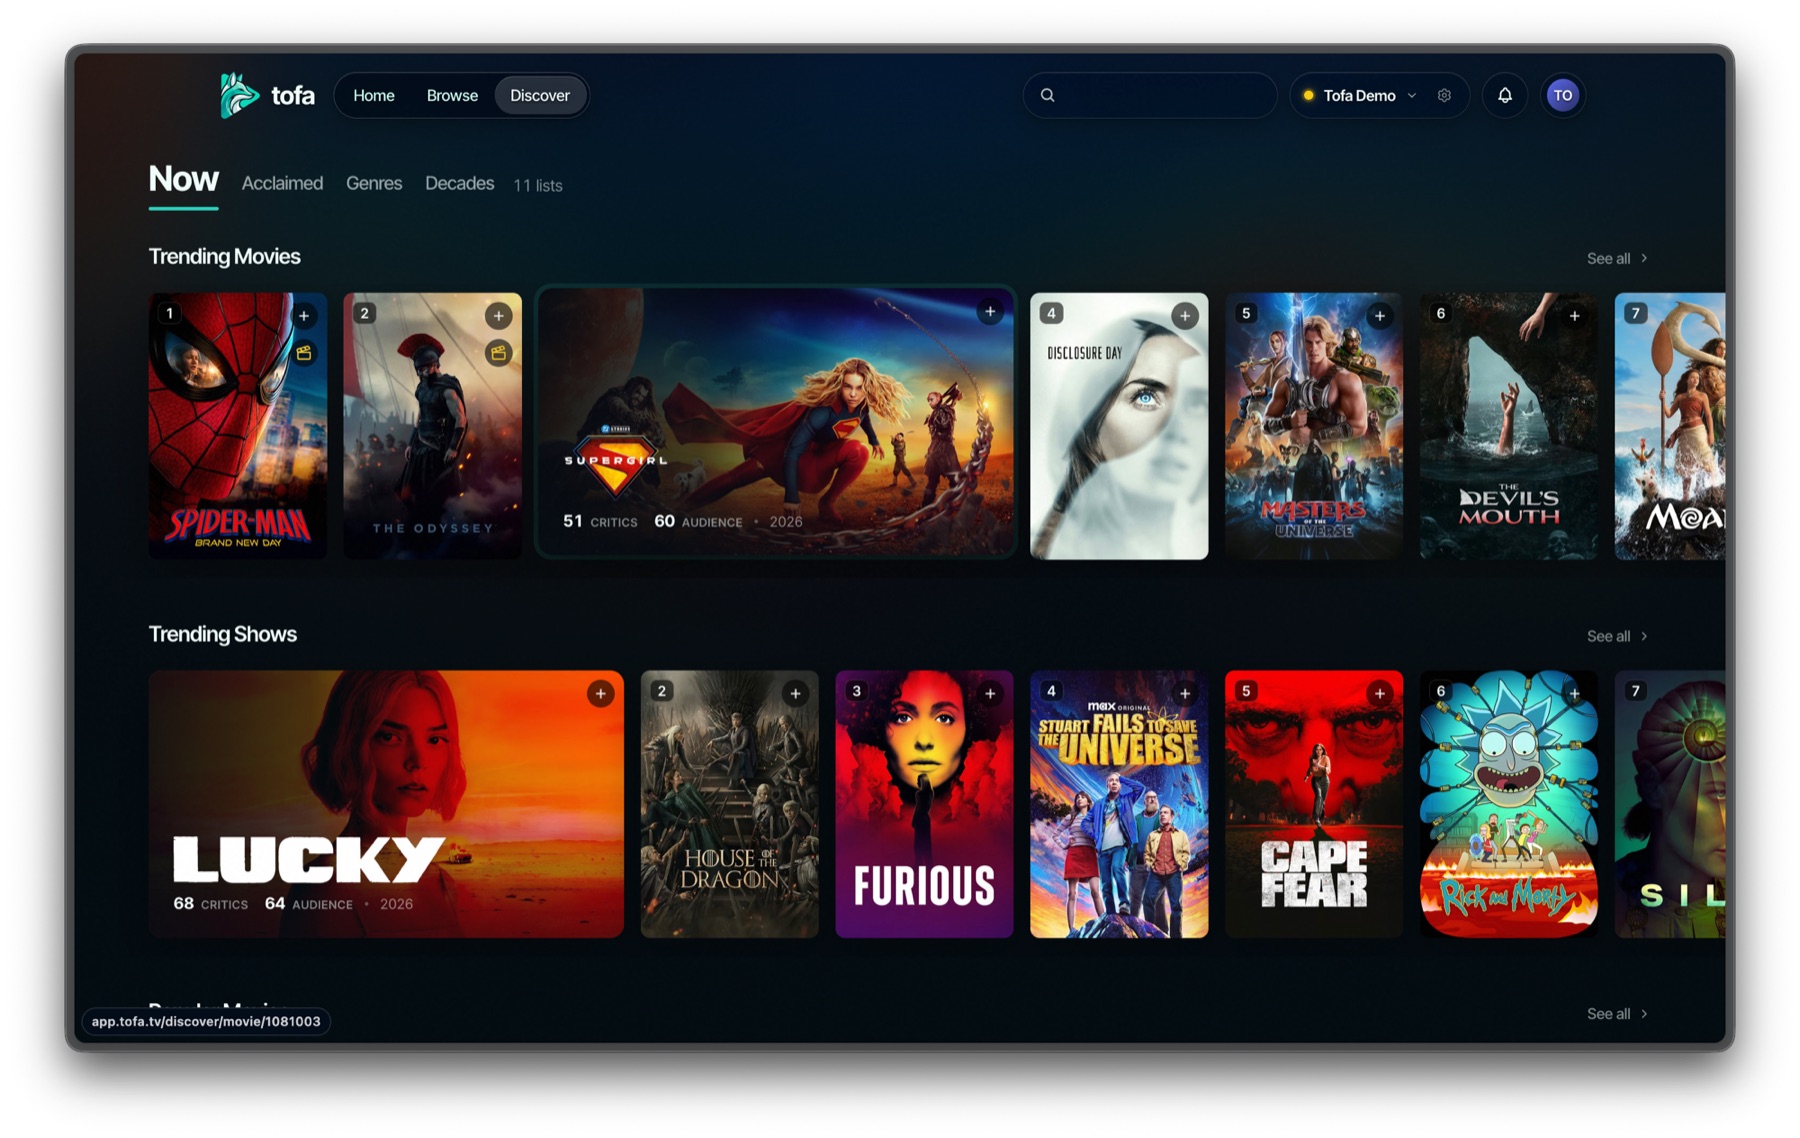 tofa Home Browse Discover Tofa Demo TO
Now Acclaimed Genres Decades 11 lists
Trending Movies See all
1
SPIDER-MAN
BRAND NEW DAY
2
THE ODYSSEY
STUDIOS
SUPERGIRL
51 CRITICS 60 AUDIENCE • 2026
4
DISCLOSURE DAY
5
MASTERS
OF THE
UNIVERSE
6
THE
DEVIL'S
MOUTH
7
MOA
Trending Shows See all
LUCKY
68 CRITICS 64 AUDIENCE • 2026
2
HOUSE OF THE
DRAGON
3
FURIOUS
4
max ORIGINAL
STUART FAILS TO SAVE
THE UNIVERSE
5
CAPE
FEAR
6
Rick and Morty
7
SIL
See all
app.tofa.tv/discover/movie/1081003